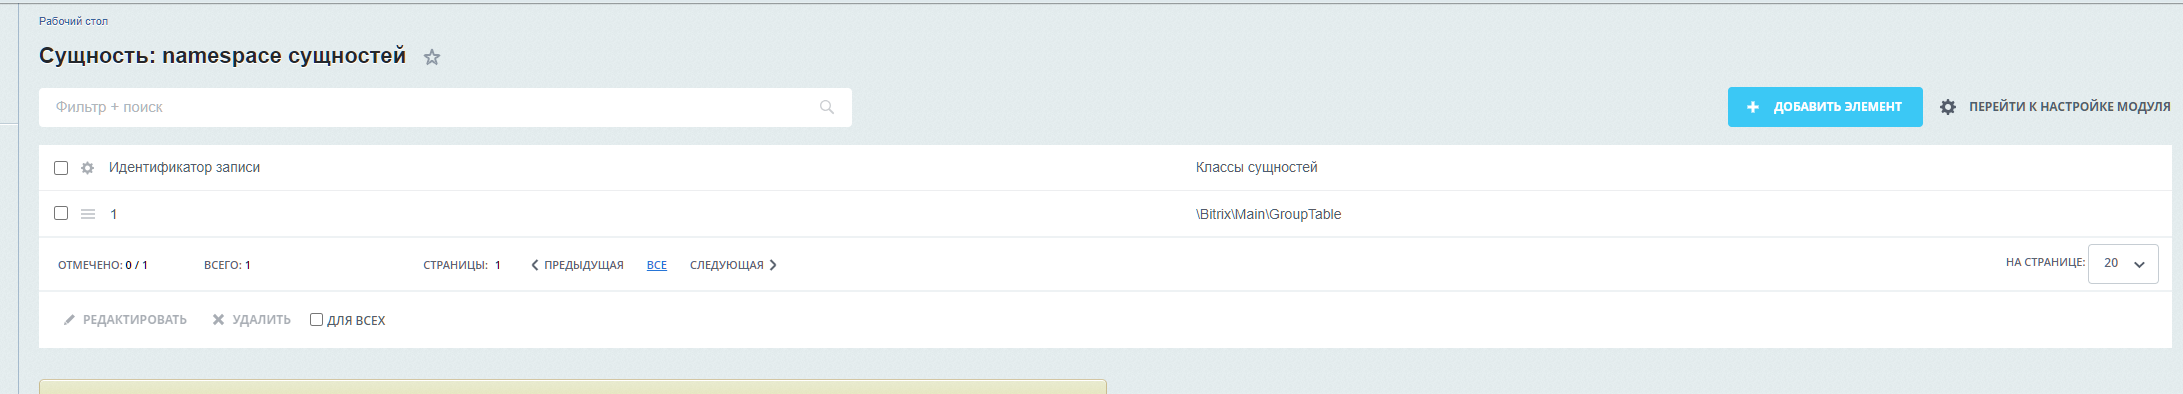 Рабочий стол
Сущность: namespace сущностей
Фильтр + поиск
ДОБАВИТЬ ЭЛЕМЕНТ ПЕРЕЙТИ К НАСТРОЙКЕ МОДУЛЯ
Идентификатор записи Классы сущностей
1 \Bitrix\Main\GroupTable
ОТМЕЧЕНО: 0 / 1 ВСЕГО: 1 СТРАНИЦЫ: 1 ПРЕДЫДУЩАЯ ВСЕ СЛЕДУЮЩАЯ НА СТРАНИЦЕ: 20
РЕДАКТИРОВАТЬ УДАЛИТЬ ДЛЯ ВСЕХ